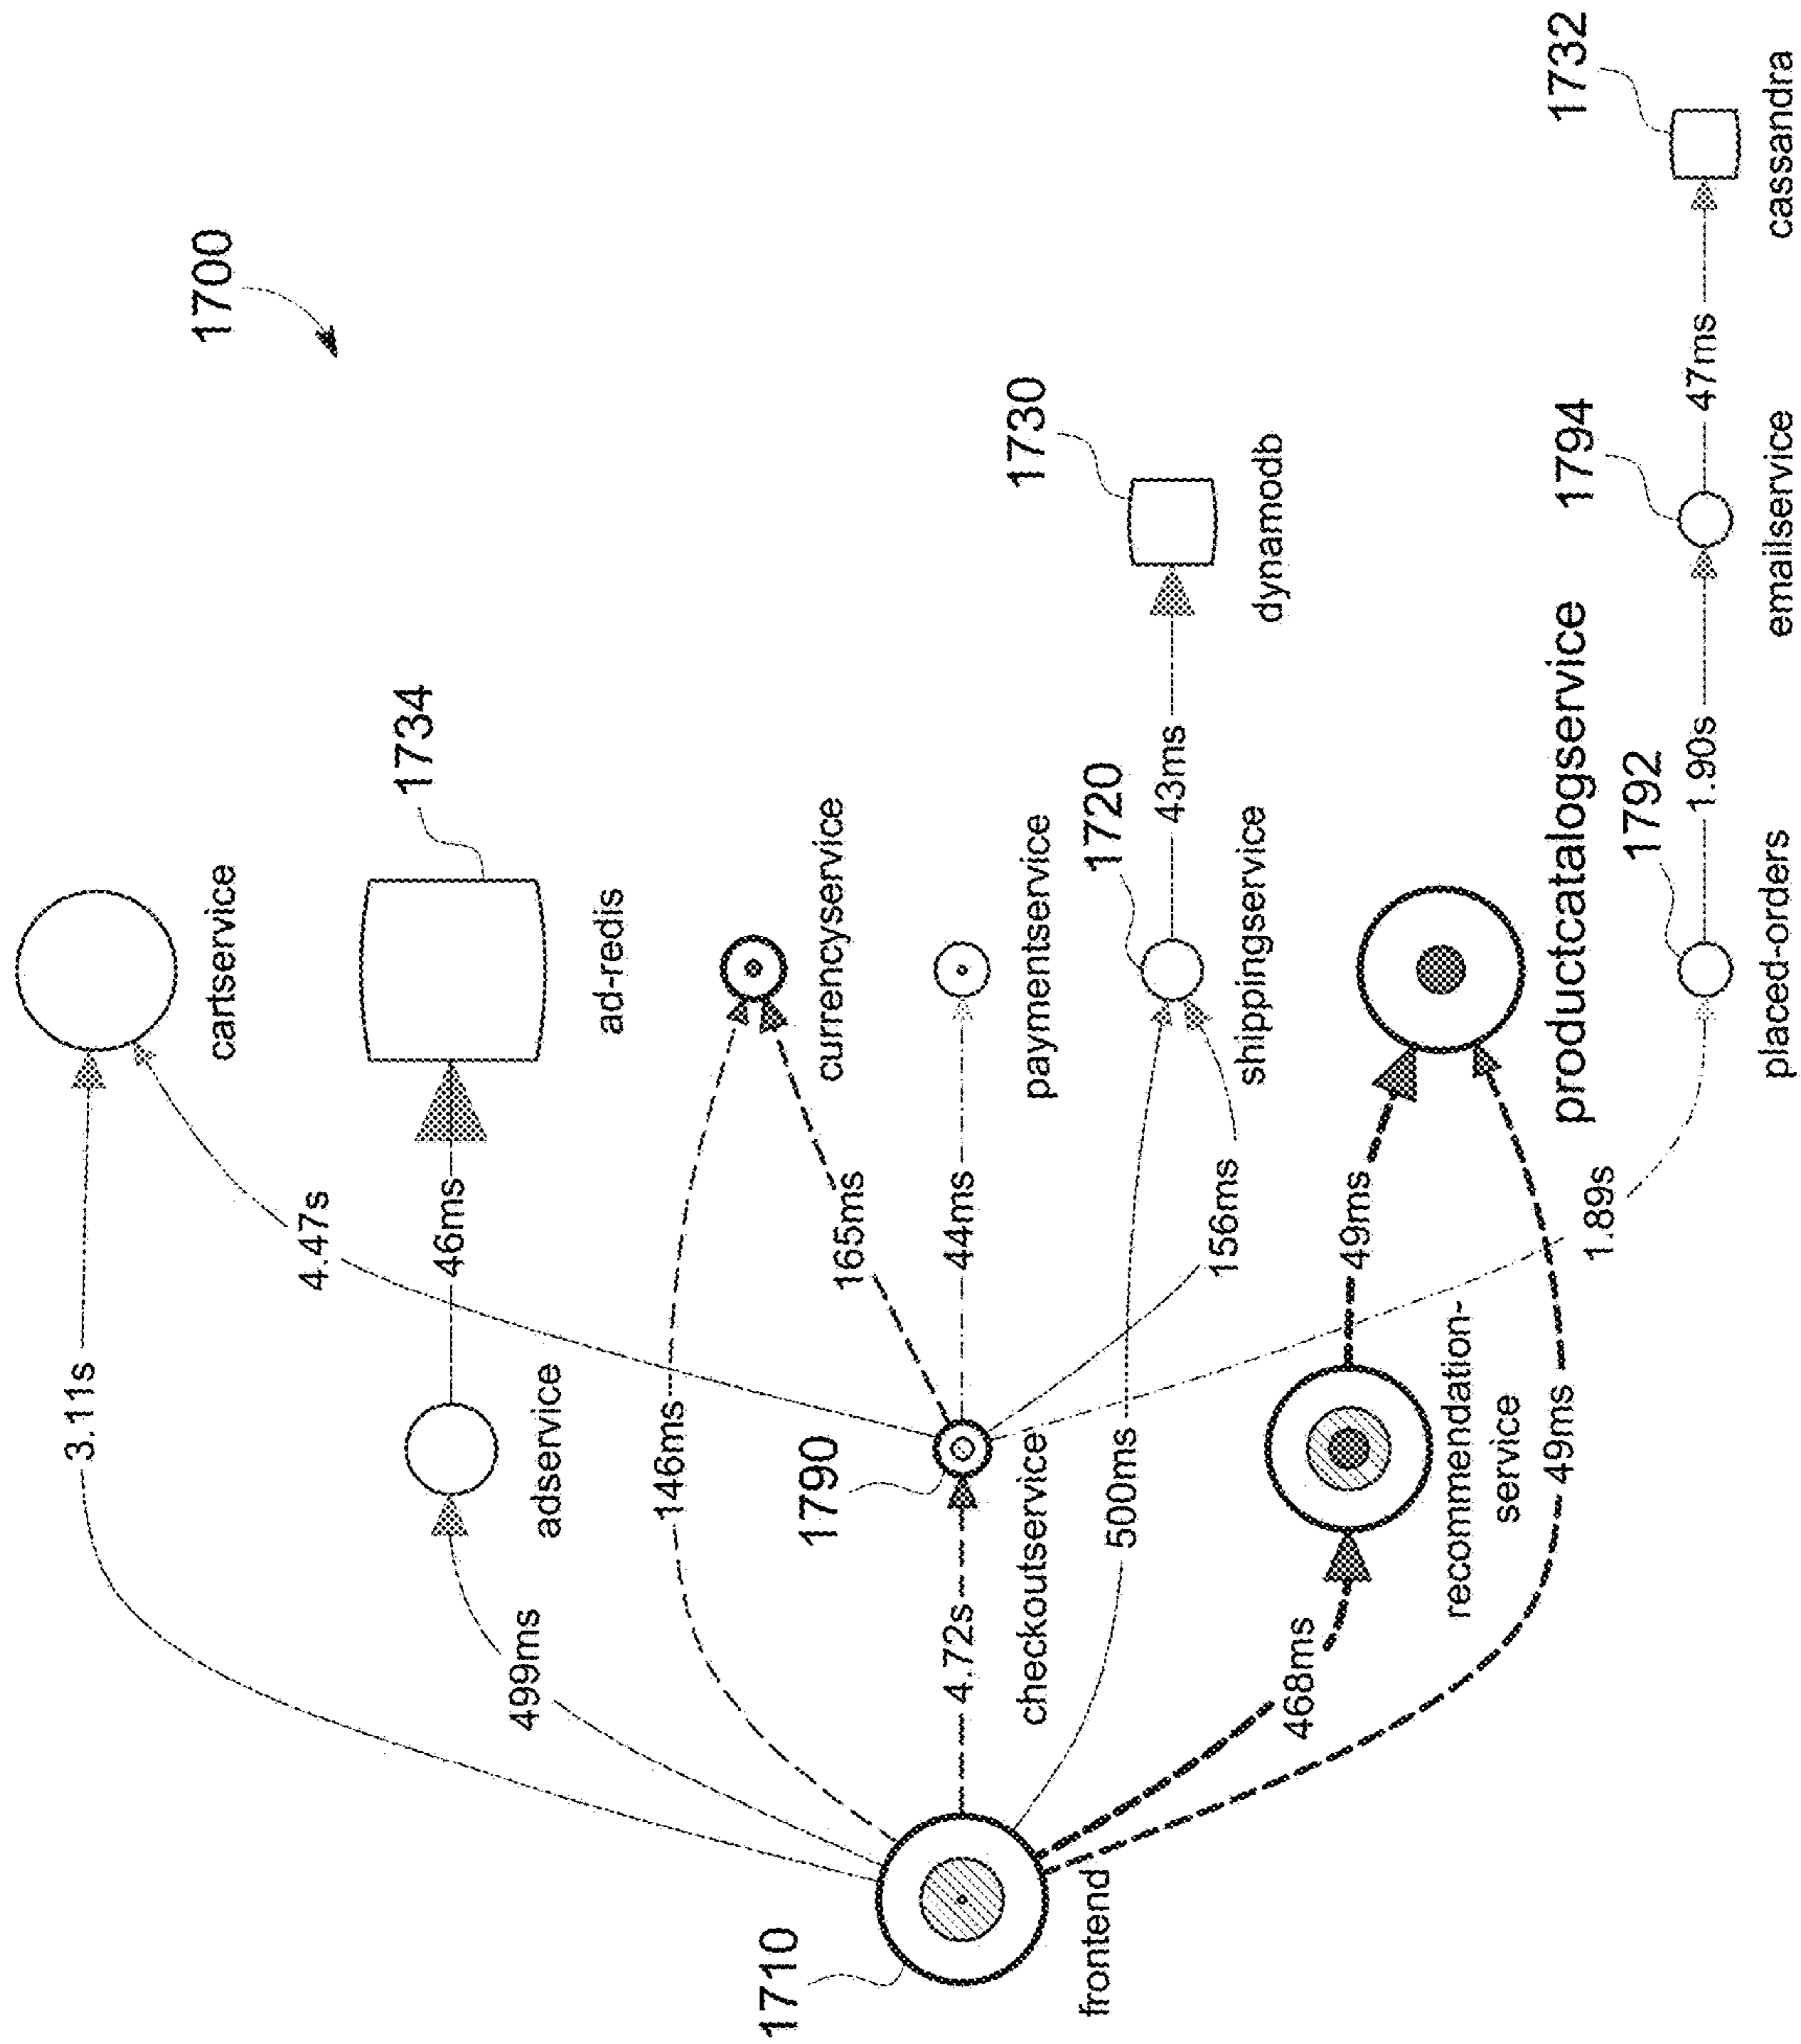 1700
3.11s
4.47s
cartservice
499ms
adservice
46ms
ad-redis
1734
146ms
165ms
currencyservice
1710
frontend
4.72s
1790
checkoutservice
44ms
paymentservice
500ms
156ms
1720
shippingservice
43ms
1730
dynamodb
468ms
recommendation-
service
49ms
49ms
productcatalogservice
1.89s
1792
placed-orders
1.90s
1794
emailservice
47ms
1732
cassandra